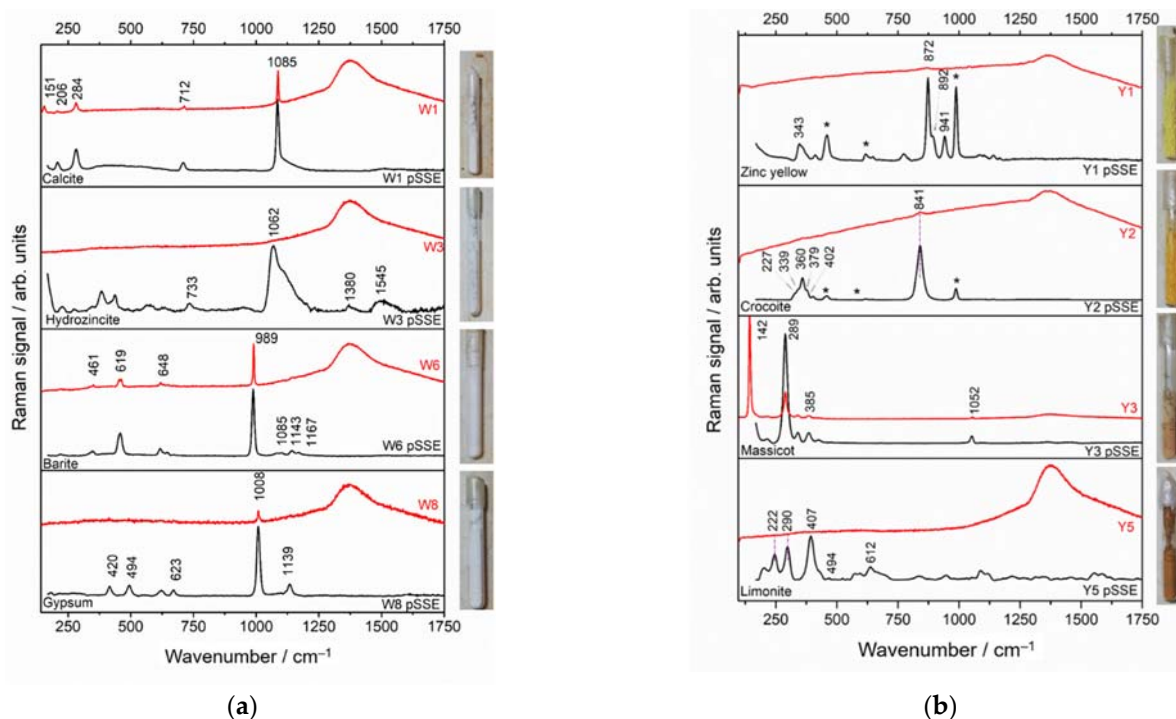 250 500 750 1000 1250 1500 1750
151
206
284
712
1085
W1
Calcite
W1 pSSE
1062
W3
733
1380
1545
Hydrozincite
W3 pSSE
989
461
619
648
W6
1085
1143
1167
Barite
W6 pSSE
1008
W8
420
494
623
1139
Gypsum
W8 pSSE
250 500 750 1000 1250 1500 1750
Raman signal / arb. units
Wavenumber / cm⁻¹
(a)
250 500 750 1000 1250 1500 1750
872
892
Y1
343
*
*
941
*
Zinc yellow
Y1 pSSE
841
Y2
227
339
360
379
402
*
*
*
Crocoite
Y2 pSSE
142
289
385
1052
Y3
Massicot
Y3 pSSE
222
290
407
494
612
Y5
Limonite
Y5 pSSE
250 500 750 1000 1250 1500 1750
Raman signal / arb. units
Wavenumber / cm⁻¹
(b)